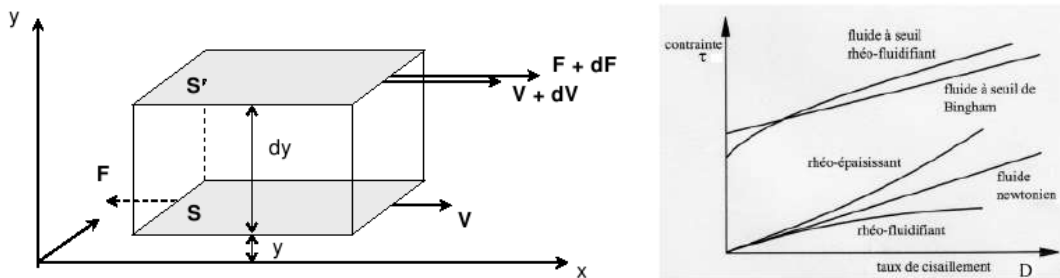 y
S'
F + dF
V + dV
dy
F
S
V
y
x
contrainte
τ
fluide à seuil
rhéo-fluidifiant
fluide à seuil de
Bingham
rhéo-épaisissant
fluide
newtonien
rhéo-fluidifiant
taux de cisaillement D